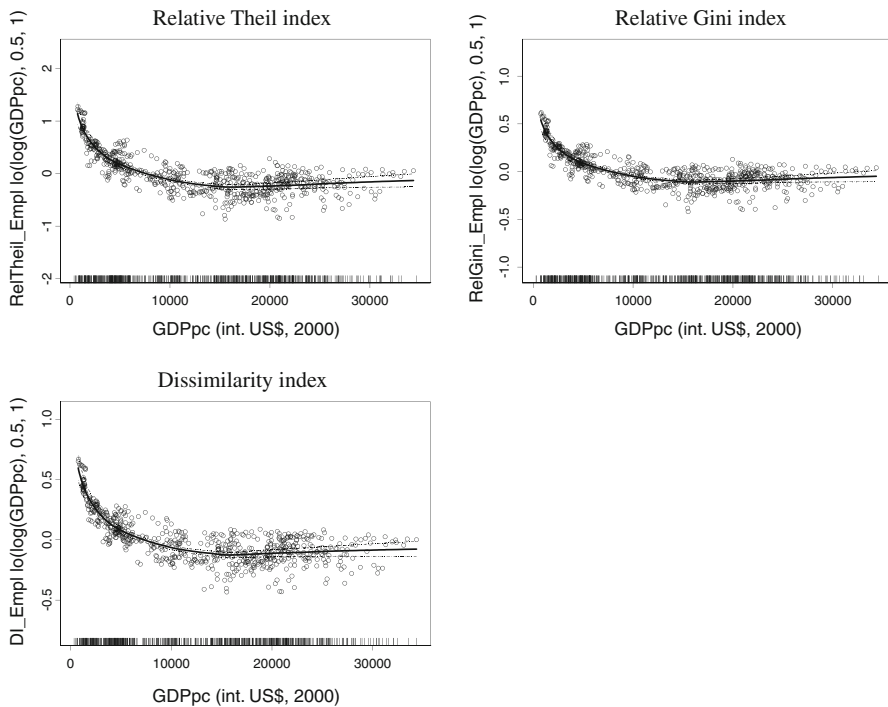 Relative Theil index
RelTheil_Empl lo(log(GDPpc), 0.5, 1)
2
1
0
-1
-2
0 10000 20000 30000
GDPpc (int. US$, 2000)
Relative Gini index
RelGini_Empl lo(log(GDPpc), 0.5, 1)
1.0
0.5
0.0
-0.5
-1.0
0 10000 20000 30000
GDPpc (int. US$, 2000)
Dissimilarity index
DI_Empl lo(log(GDPpc), 0.5, 1)
1.0
0.5
0.0
-0.5
0 10000 20000 30000
GDPpc (int. US$, 2000)